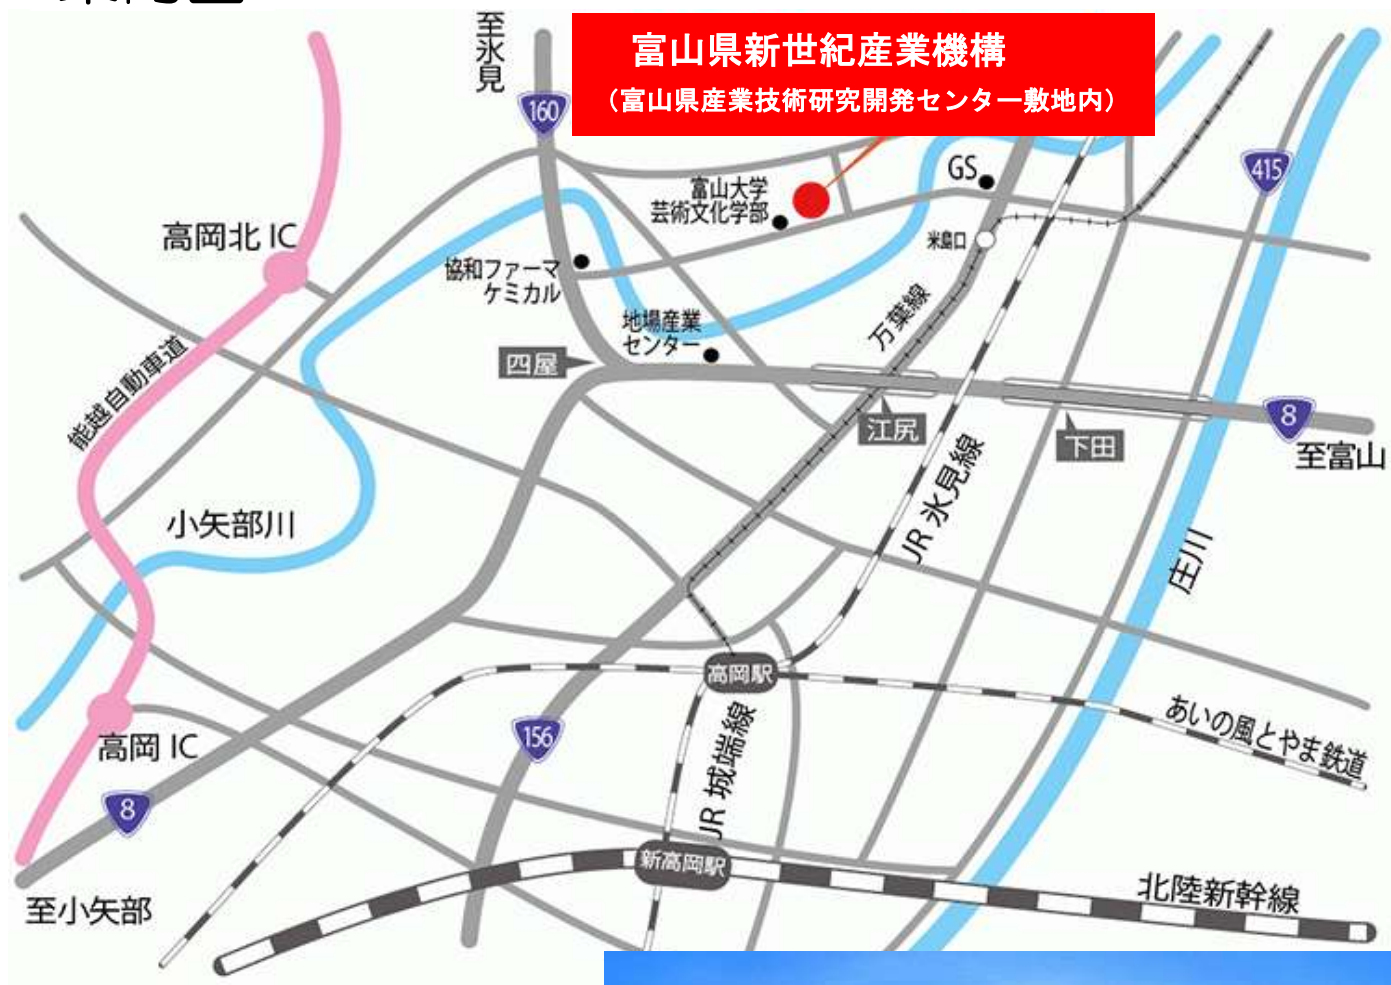 至氷見
富山県新世紀産業機構
（富山県産業技術研究開発センター敷地内）
160
415
GS
富山大学
芸術文化学部
高岡北 IC
米島口
協和ファーマ
ケミカル
地場産業
センター
万葉線
能越自動車道
四屋
江尻
下田
8
至富山
JR 氷見線
小矢部川
庄川
高岡駅
あいの風とやま鉄道
156
高岡 IC
JR 城端線
8
新高岡駅
北陸新幹線
至小矢部